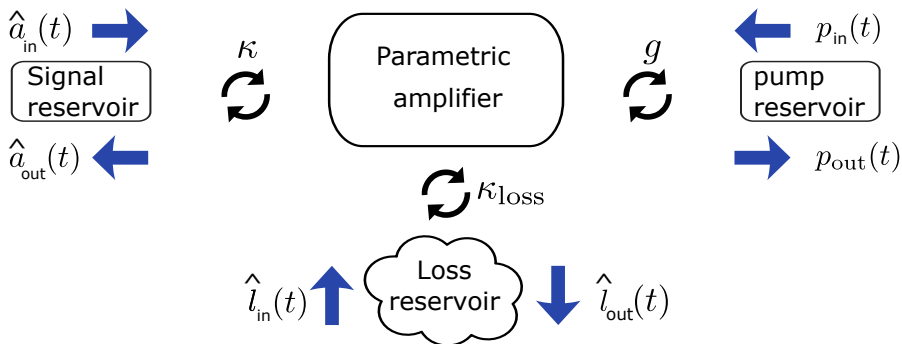 â_in(t)
κ
Parametric
amplifier
g
p_in(t)
Signal
reservoir
pump
reservoir
â_out(t)
p_out(t)
κ_loss
l̂_in(t)
Loss
reservoir
l̂_out(t)